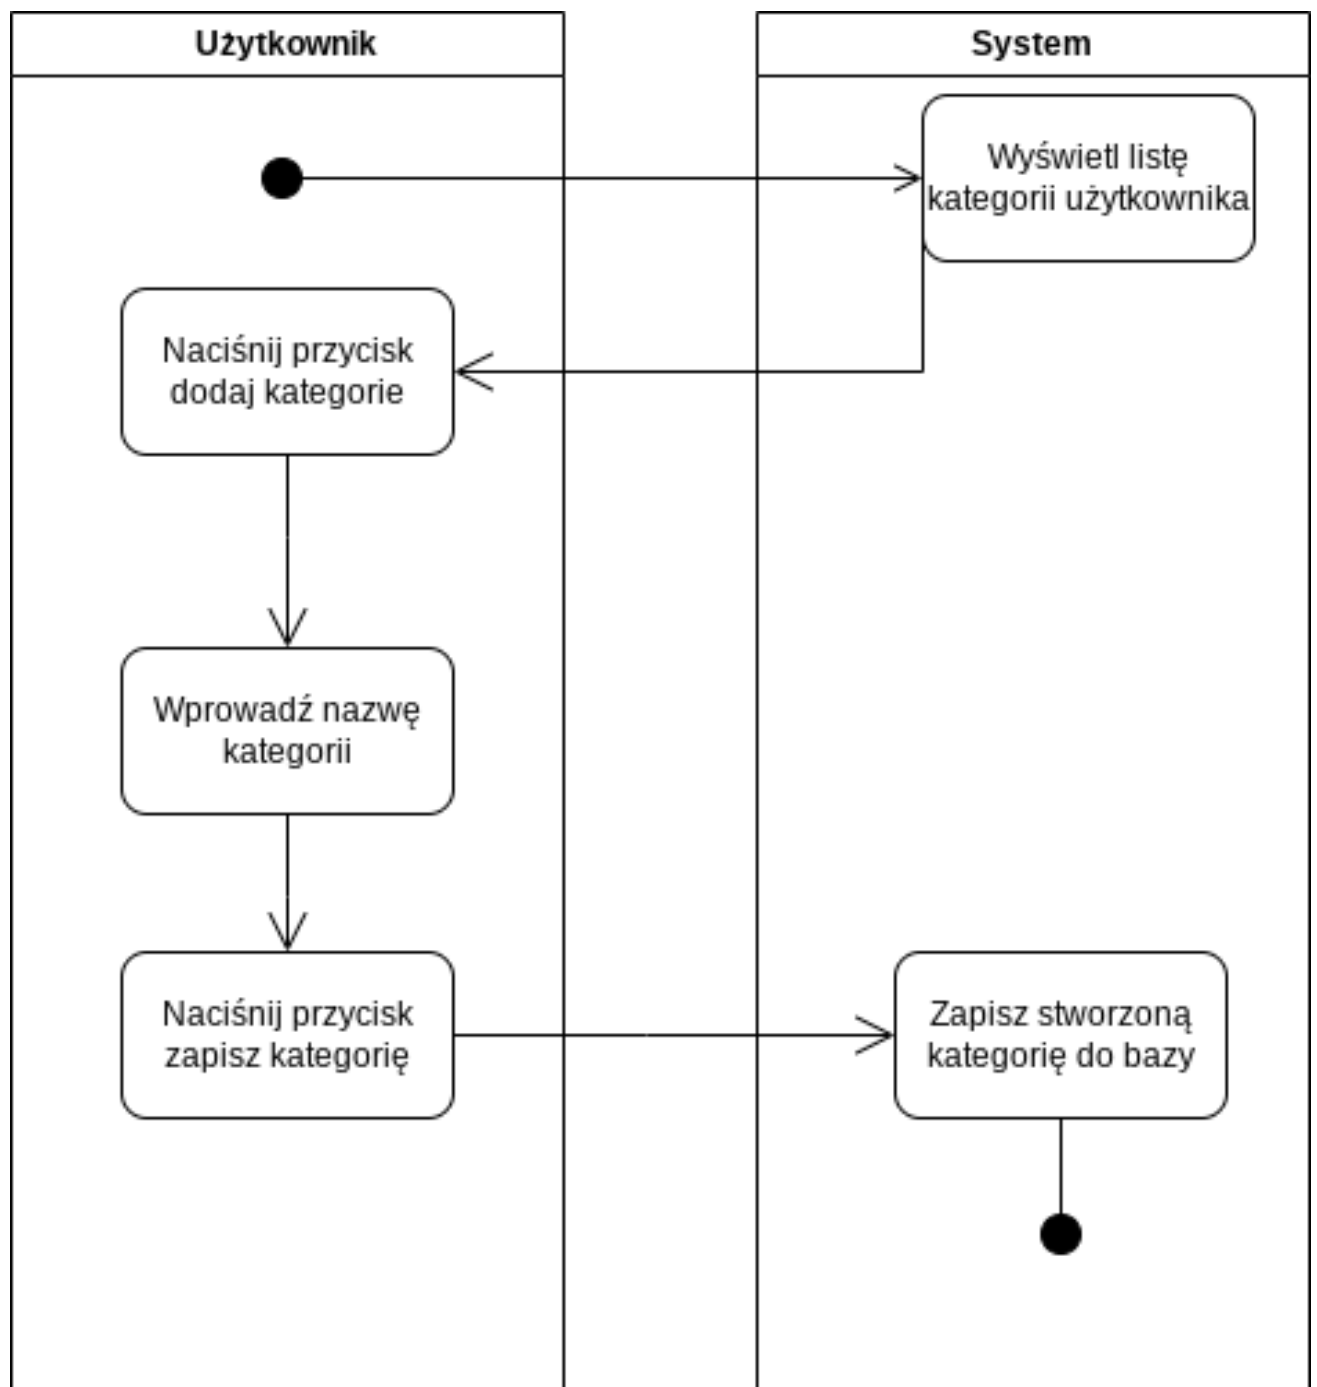 Użytkownik
System
Wyświetl listę
kategorii użytkownika
Naciśnij przycisk
dodaj kategorie
Wprowadź nazwę
kategorii
Naciśnij przycisk
zapisz kategorię
Zapisz stworzoną
kategorię do bazy